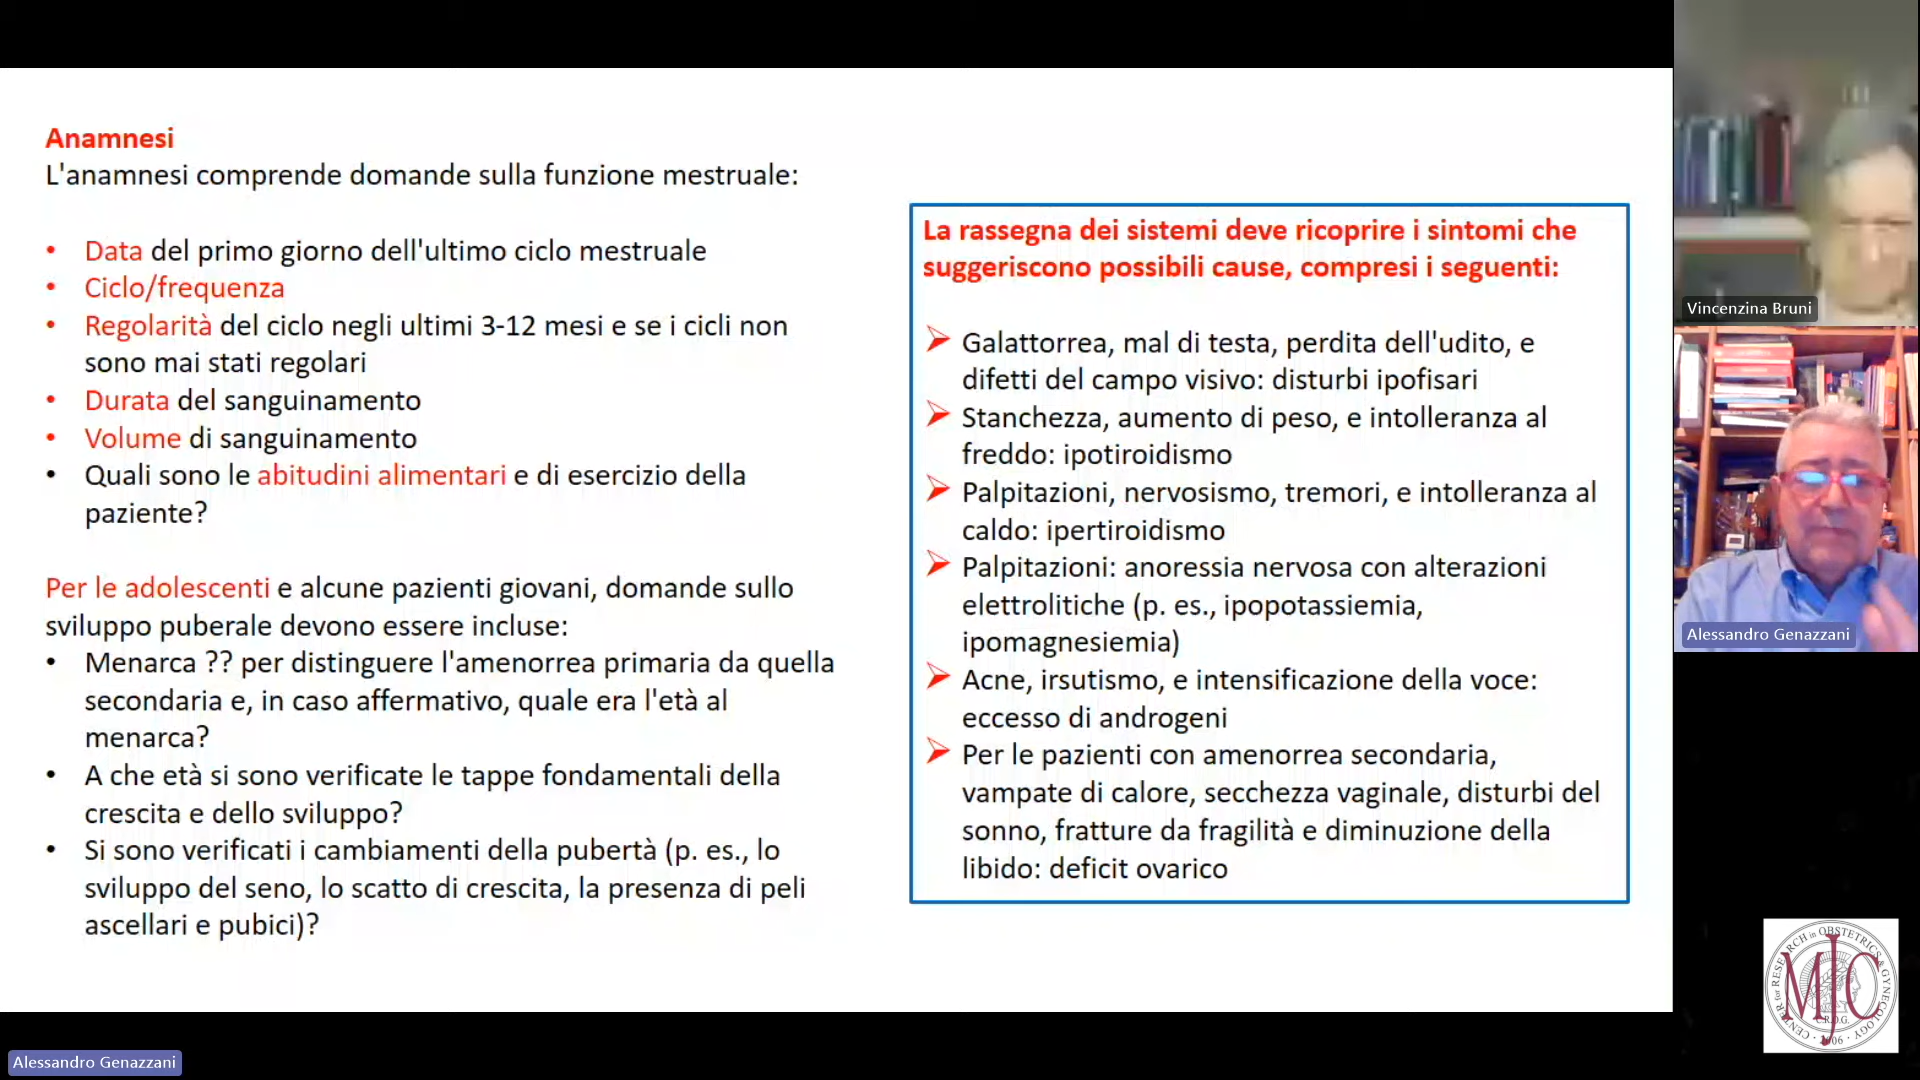 Anamnesi
L'anamnesi comprende domande sulla funzione mestruale:
• Data del primo giorno dell'ultimo ciclo mestruale
• Ciclo/frequenza
• Regolarità del ciclo negli ultimi 3-12 mesi e se i cicli non
sono mai stati regolari
• Durata del sanguinamento
• Volume di sanguinamento
• Quali sono le abitudini alimentari e di esercizio della
paziente?
Per le adolescenti e alcune pazienti giovani, domande sullo
sviluppo puberale devono essere incluse:
• Menarca ?? per distinguere l'amenorrea primaria da quella
secondaria e, in caso affermativo, quale era l'età al
menarca?
• A che età si sono verificate le tappe fondamentali della
crescita e dello sviluppo?
• Si sono verificati i cambiamenti della pubertà (p. es., lo
sviluppo del seno, lo scatto di crescita, la presenza di peli
ascellari e pubici)?
La rassegna dei sistemi deve ricoprire i sintomi che
suggeriscono possibili cause, compresi i seguenti:
➢ Galattorrea, mal di testa, perdita dell'udito, e
difetti del campo visivo: disturbi ipofisari
➢ Stanchezza, aumento di peso, e intolleranza al
freddo: ipotiroidismo
➢ Palpitazioni, nervosismo, tremori, e intolleranza al
caldo: ipertiroidismo
➢ Palpitazioni: anoressia nervosa con alterazioni
elettrolitiche (p. es., ipopotassiemia,
ipomagnesiemia)
➢ Acne, irsutismo, e intensificazione della voce:
eccesso di androgeni
➢ Per le pazienti con amenorrea secondaria,
vampate di calore, secchezza vaginale, disturbi del
sonno, fratture da fragilità e diminuzione della
libido: deficit ovarico
Vincenzina Bruni
Alessandro Genazzani
CENTER for RESEARCH in OBSTETRICS & GYNECOLOGY
MJC
C.R.O.G.
2006
Alessandro Genazzani